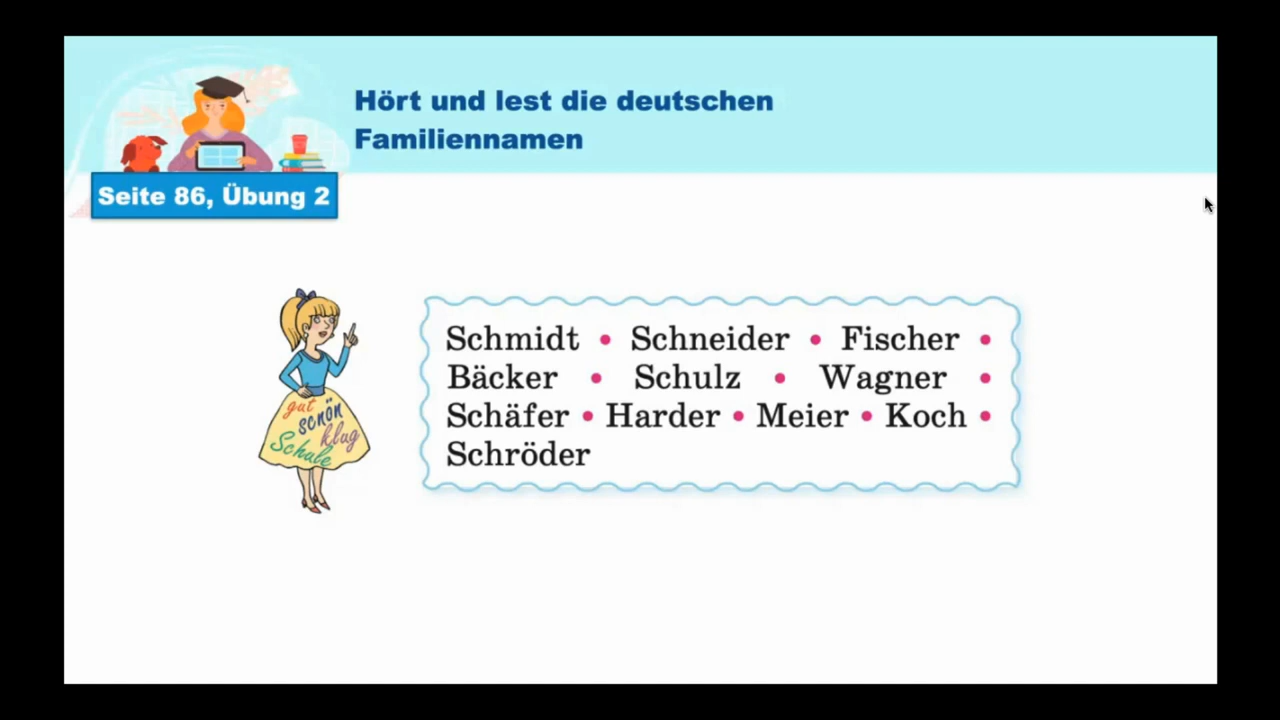 Hört und lest die deutschen
Familiennamen
Seite 86, Übung 2
gut
schön
klug
Schule
Schmidt • Schneider • Fischer •
Bäcker • Schulz • Wagner •
Schäfer • Harder • Meier • Koch •
Schröder